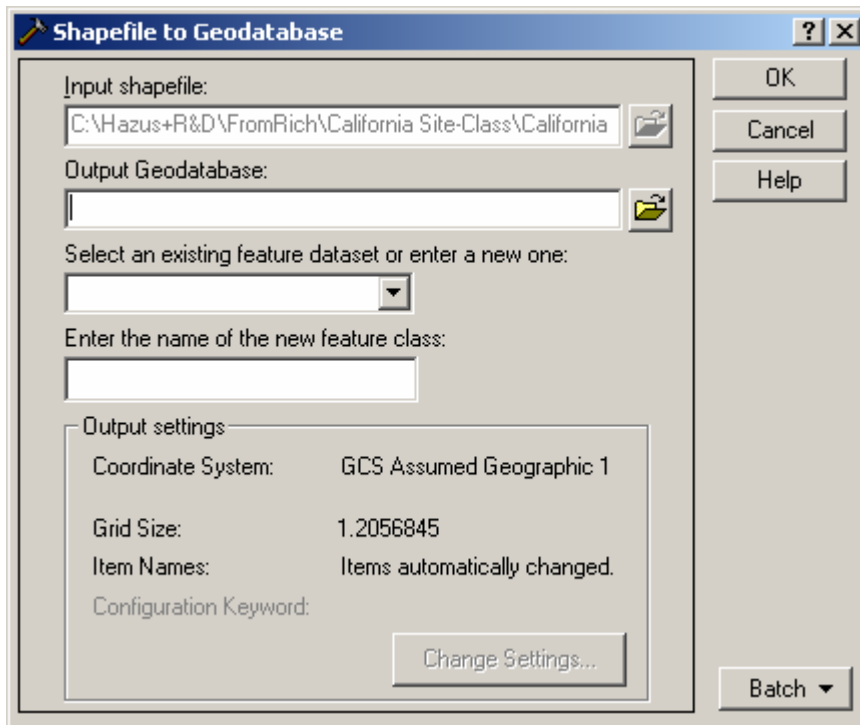 Shapefile to Geodatabase
Input shapefile:
C:\Hazus+R&D\FromRich\California Site-Class\California
Output Geodatabase:
Select an existing feature dataset or enter a new one:
Enter the name of the new feature class:
Output settings
Coordinate System: GCS Assumed Geographic 1
Grid Size: 1.2056845
Item Names: Items automatically changed.
Configuration Keyword:
Change Settings...
OK
Cancel
Help
Batch